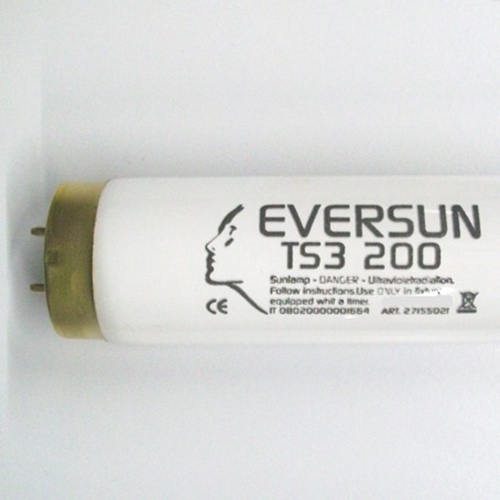 EVERSUN
TS3 200
Sunlamp - DANGER - Ultravioletradiation.
Follow instructions.Use ONLY in fixture
equipped whit a timer.
IT 08020000001664 ART. 27155021
CE